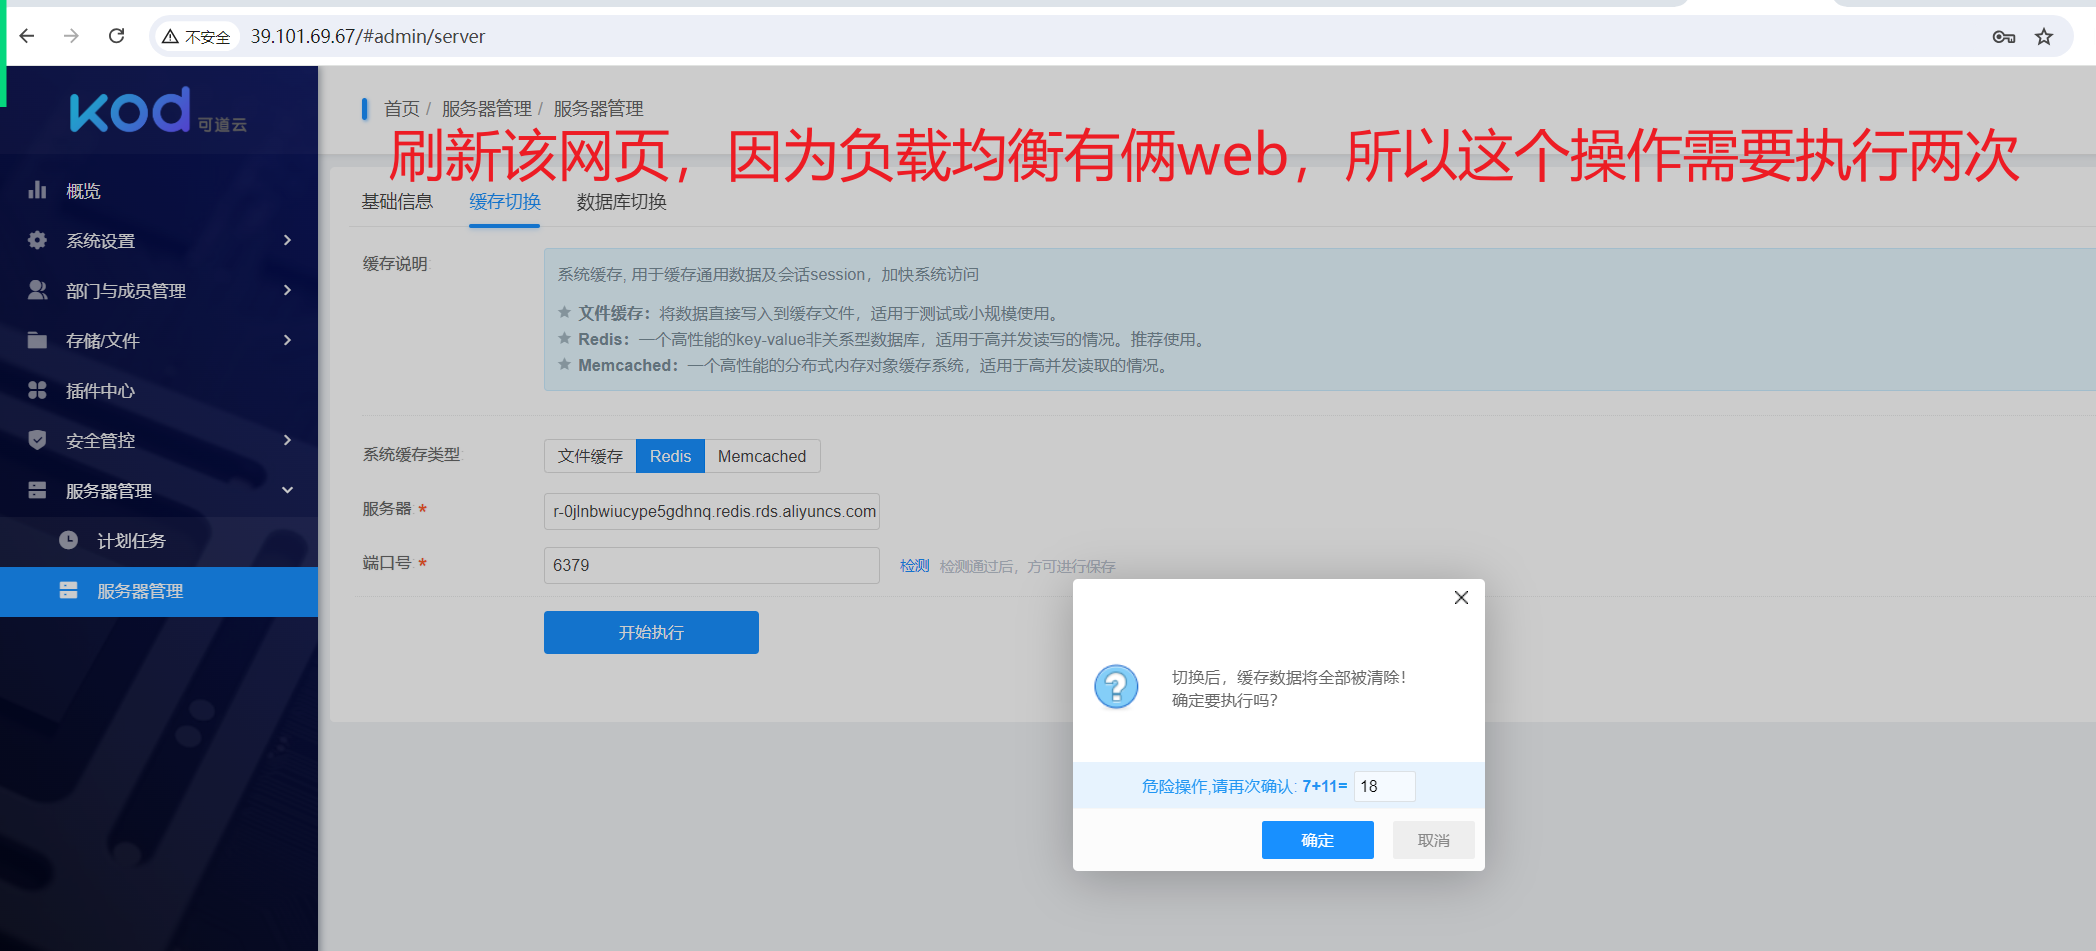 不安全 39.101.69.67/#admin/server
kod 可道云
概览
系统设置
部门与成员管理
存储/文件
插件中心
安全管控
服务器管理
计划任务
服务器管理
首页 / 服务器管理 / 服务器管理
刷新该网页，因为负载均衡有俩web，所以这个操作需要执行两次
基础信息 缓存切换 数据库切换
缓存说明:
系统缓存, 用于缓存通用数据及会话session，加快系统访问
★ 文件缓存：将数据直接写入到缓存文件，适用于测试或小规模使用。
★ Redis：一个高性能的key-value非关系型数据库，适用于高并发读写的情况。推荐使用。
★ Memcached：一个高性能的分布式内存对象缓存系统，适用于高并发读取的情况。
系统缓存类型: 文件缓存 Redis Memcached
服务器:* r-0jlnbwiucype5gdhnq.redis.rds.aliyuncs.com
端口号:* 6379 检测 检测通过后，方可进行保存
开始执行
切换后，缓存数据将全部被清除！
确定要执行吗？
危险操作,请再次确认: 7+11= 18
确定 取消